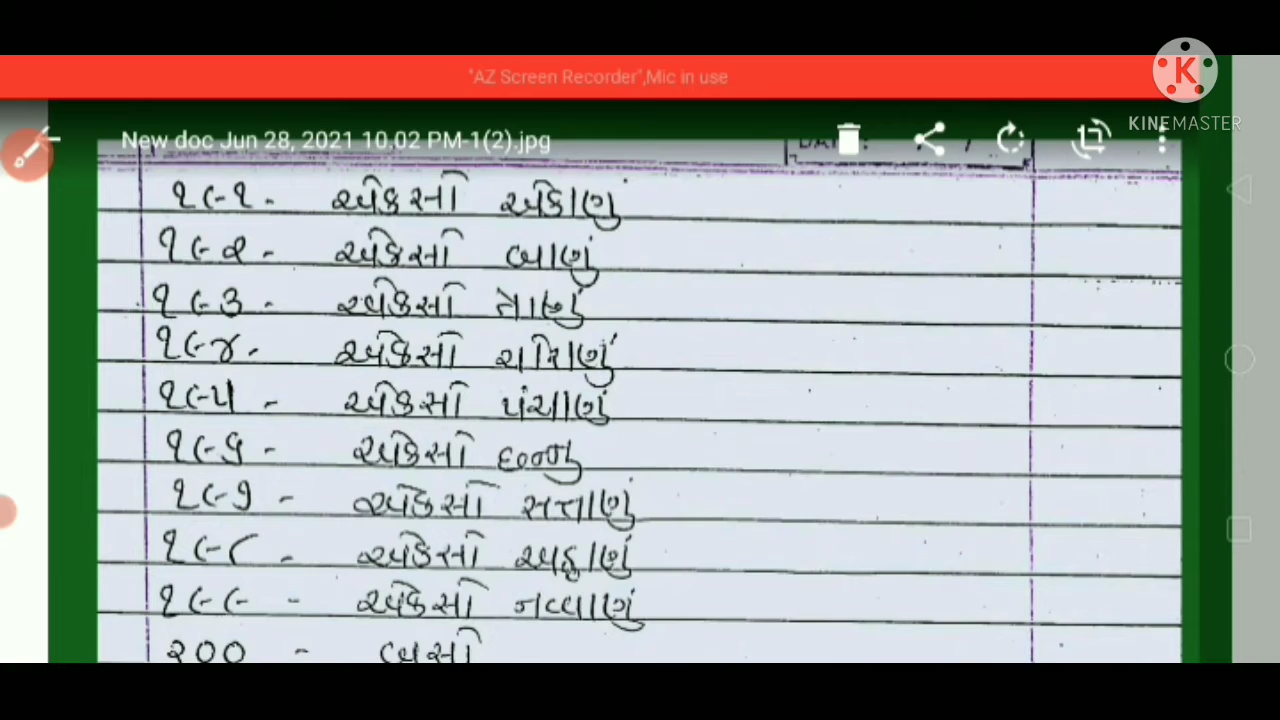 "AZ Screen Recorder",Mic in use
KINEMASTER
New doc Jun 28, 2021 10.02 PM-1(2).jpg
૧૯૧- એકસો એકાણું
૧૯૨ - એકસો બાણું
૧૯૩ - એકસો ત્રાણું
૧૯૪- એકસો ચોરાણું
૧૯૫ - એકસો પંચાણું
૧૯૬ - એકસો છન્નુ
૧૯૭ - એકસો સત્તાણું
૧૯૮ - એકસો અઠ્ઠાણું
૧૯૯ - એકસો નવ્વાણું
૨૦૦ - બસો